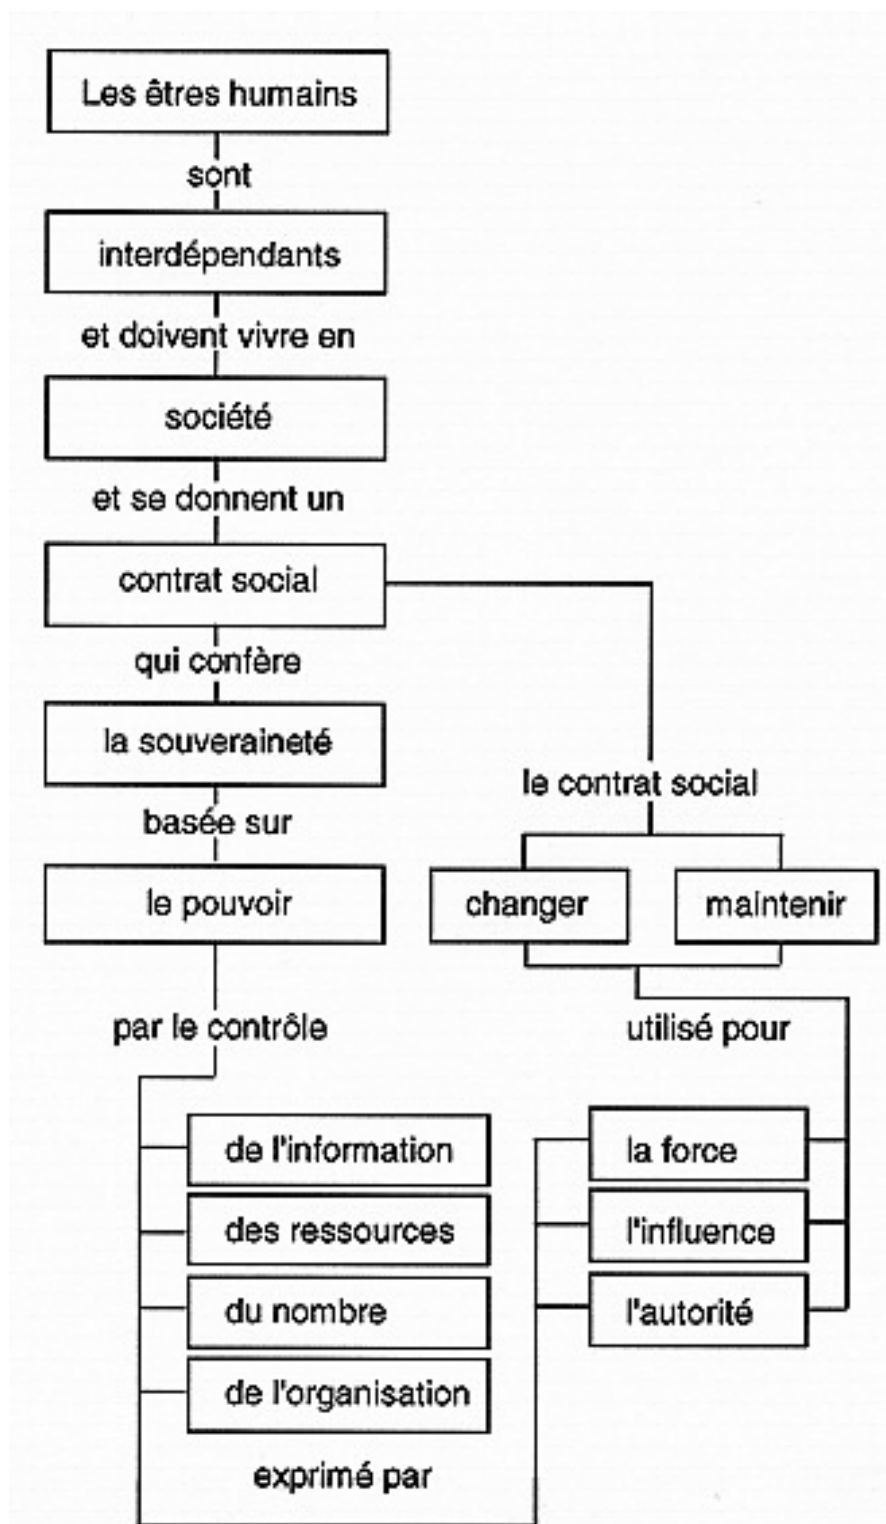 Les êtres humains
sont
interdépendants
et doivent vivre en
société
et se donnent un
contrat social
qui confère
la souveraineté
basée sur
le pouvoir
par le contrôle
de l'information
des ressources
du nombre
de l'organisation
exprimé par
la force
l'influence
l'autorité
utilisé pour
changer
maintenir
le contrat social